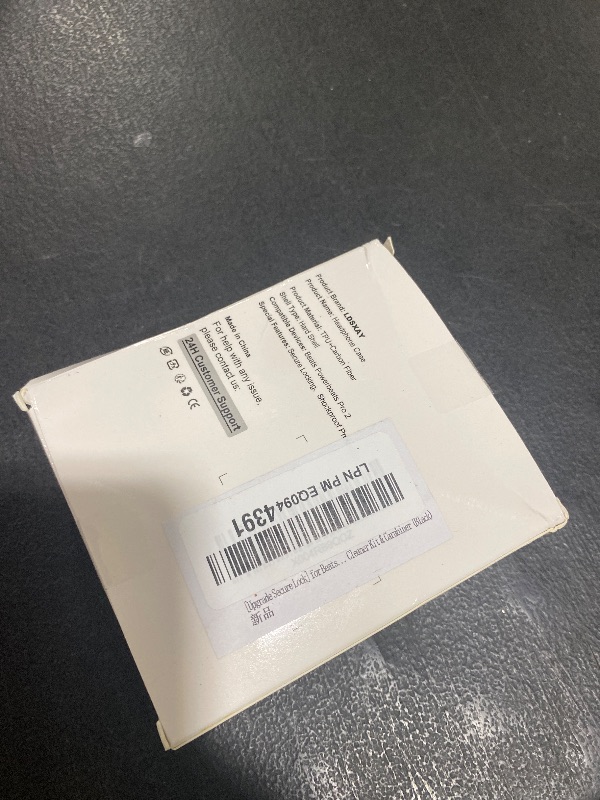 Product Brand: LDSXAY
Product Name: Headphone Case
Product Material: TPU+Carbon Fiber
Shell Type: Hard Shell
Compatible Devices: Beats Powerbeats Pro 2
Special Features: Secure Locking, Shockproof Pr
Made in China
For help with any issue,
please contact us:
24H Customer Support
CE
LPN PM EQ0944391
[Upgrade Secure Lock] for Beats... Cleaner Kit & Carabiner (Black)
新品